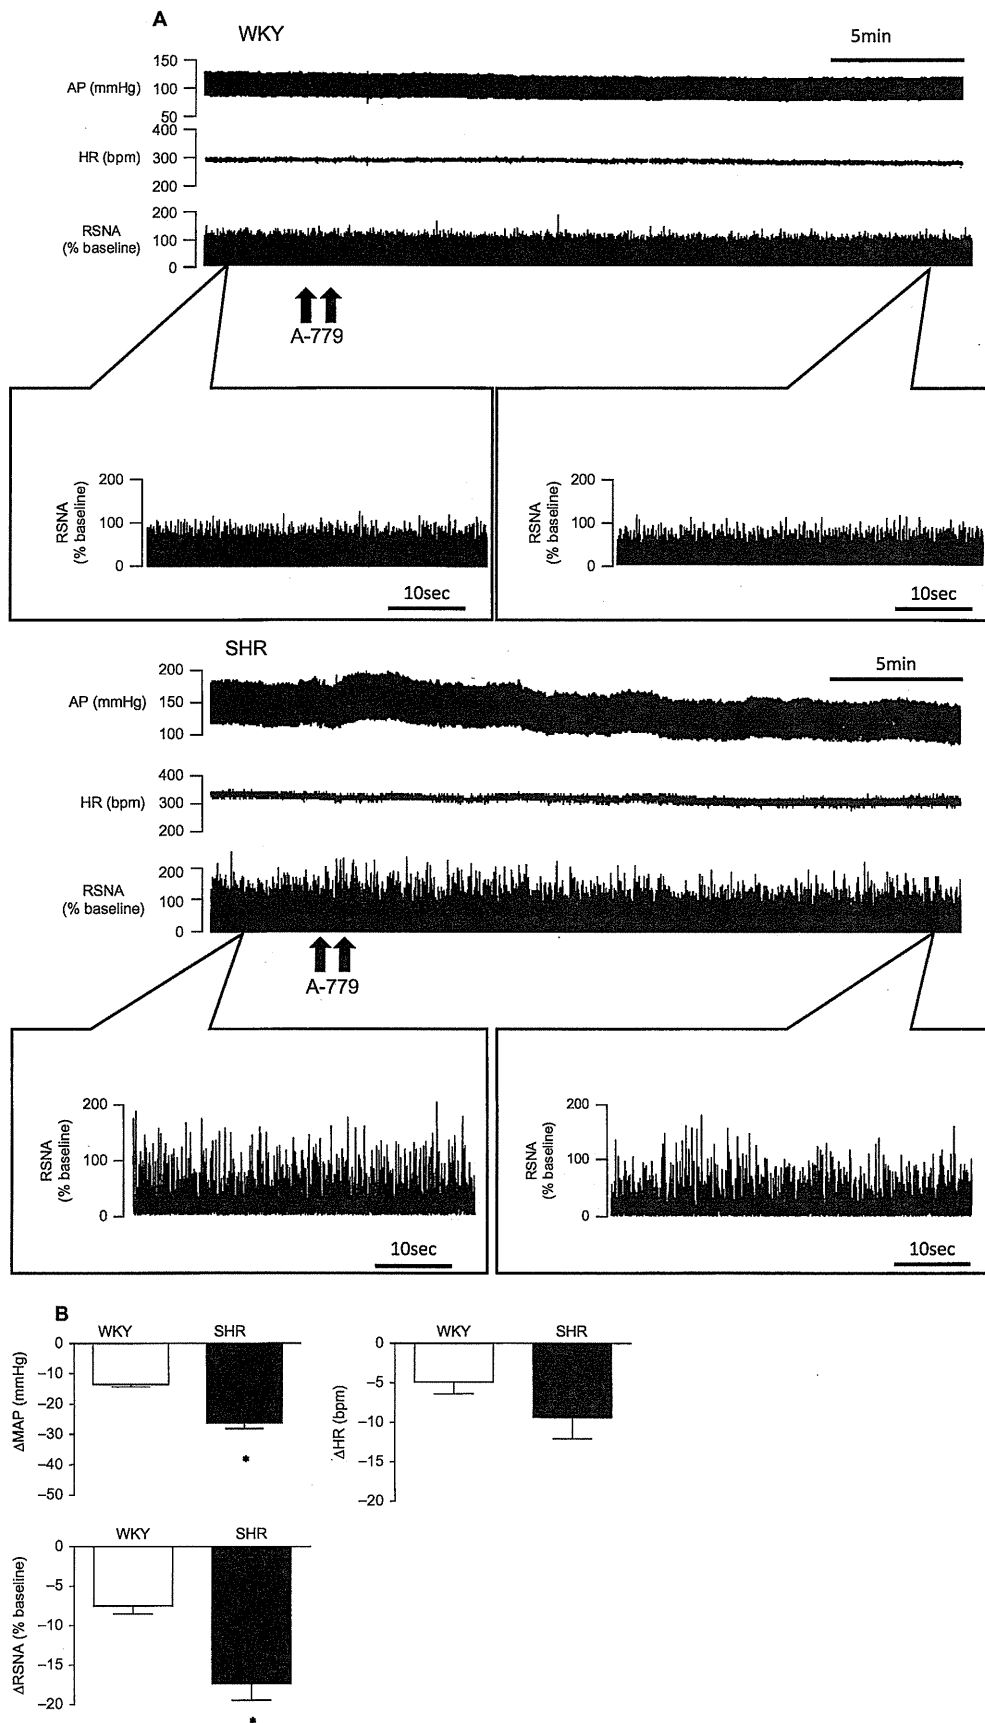 A
WKY
5min
AP (mmHg)
150
100
50
HR (bpm)
400
300
200
RSNA
(% baseline)
200
100
0
A-779
RSNA
(% baseline)
200
100
0
10sec
RSNA
(% baseline)
200
100
0
10sec
SHR
5min
AP (mmHg)
200
150
100
HR (bpm)
400
300
200
RSNA
(% baseline)
200
100
0
A-779
RSNA
(% baseline)
200
100
0
10sec
RSNA
(% baseline)
200
100
0
10sec
B
WKY SHR
ΔMAP (mmHg)
0
−10
−20
−30
−40
−50
*
WKY SHR
ΔHR (bpm)
0
−5
−10
−15
−20
WKY SHR
ΔRSNA (% baseline)
0
−5
−10
−15
−20
*